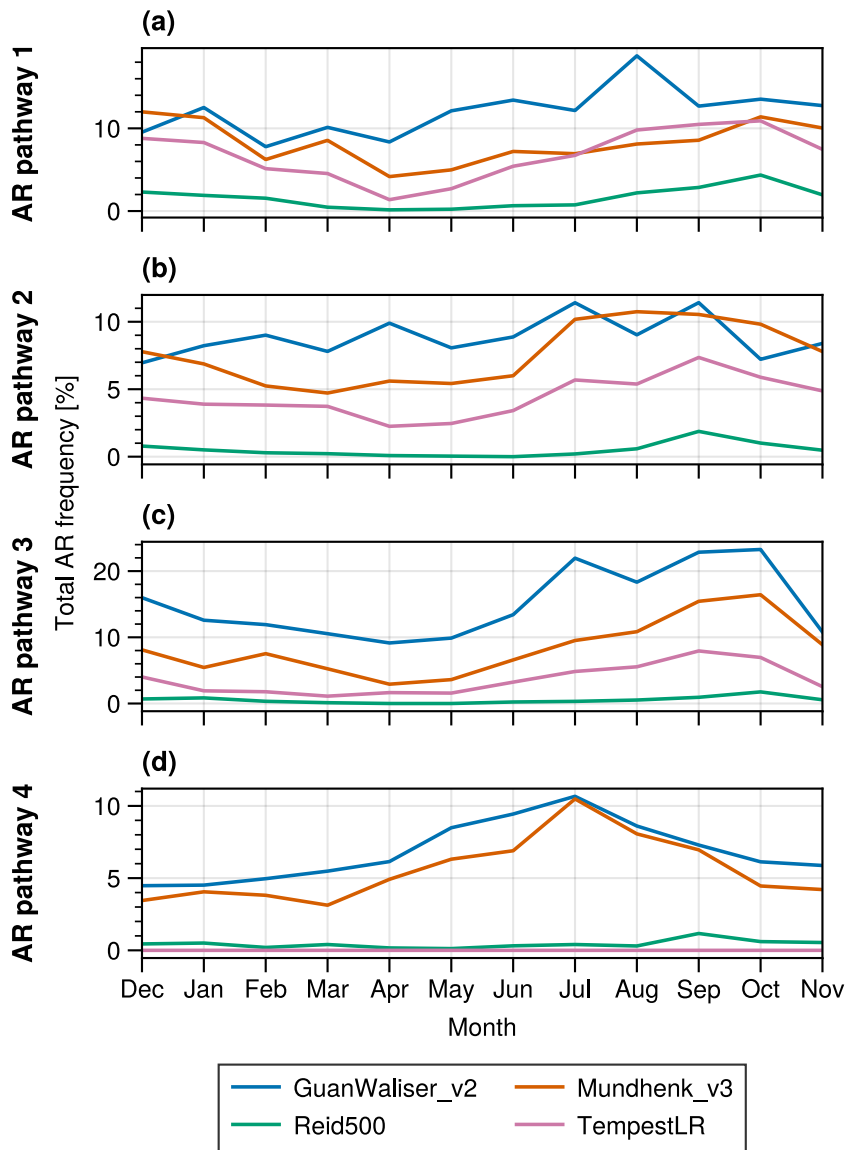 (a)
AR pathway 1
10
0
(b)
AR pathway 2
10
5
0
Total AR frequency [%]
(c)
AR pathway 3
20
10
0
(d)
AR pathway 4
10
5
0
Dec Jan Feb Mar Apr May Jun Jul Aug Sep Oct Nov
Month
GuanWaliser_v2 Mundhenk_v3
Reid500 TempestLR